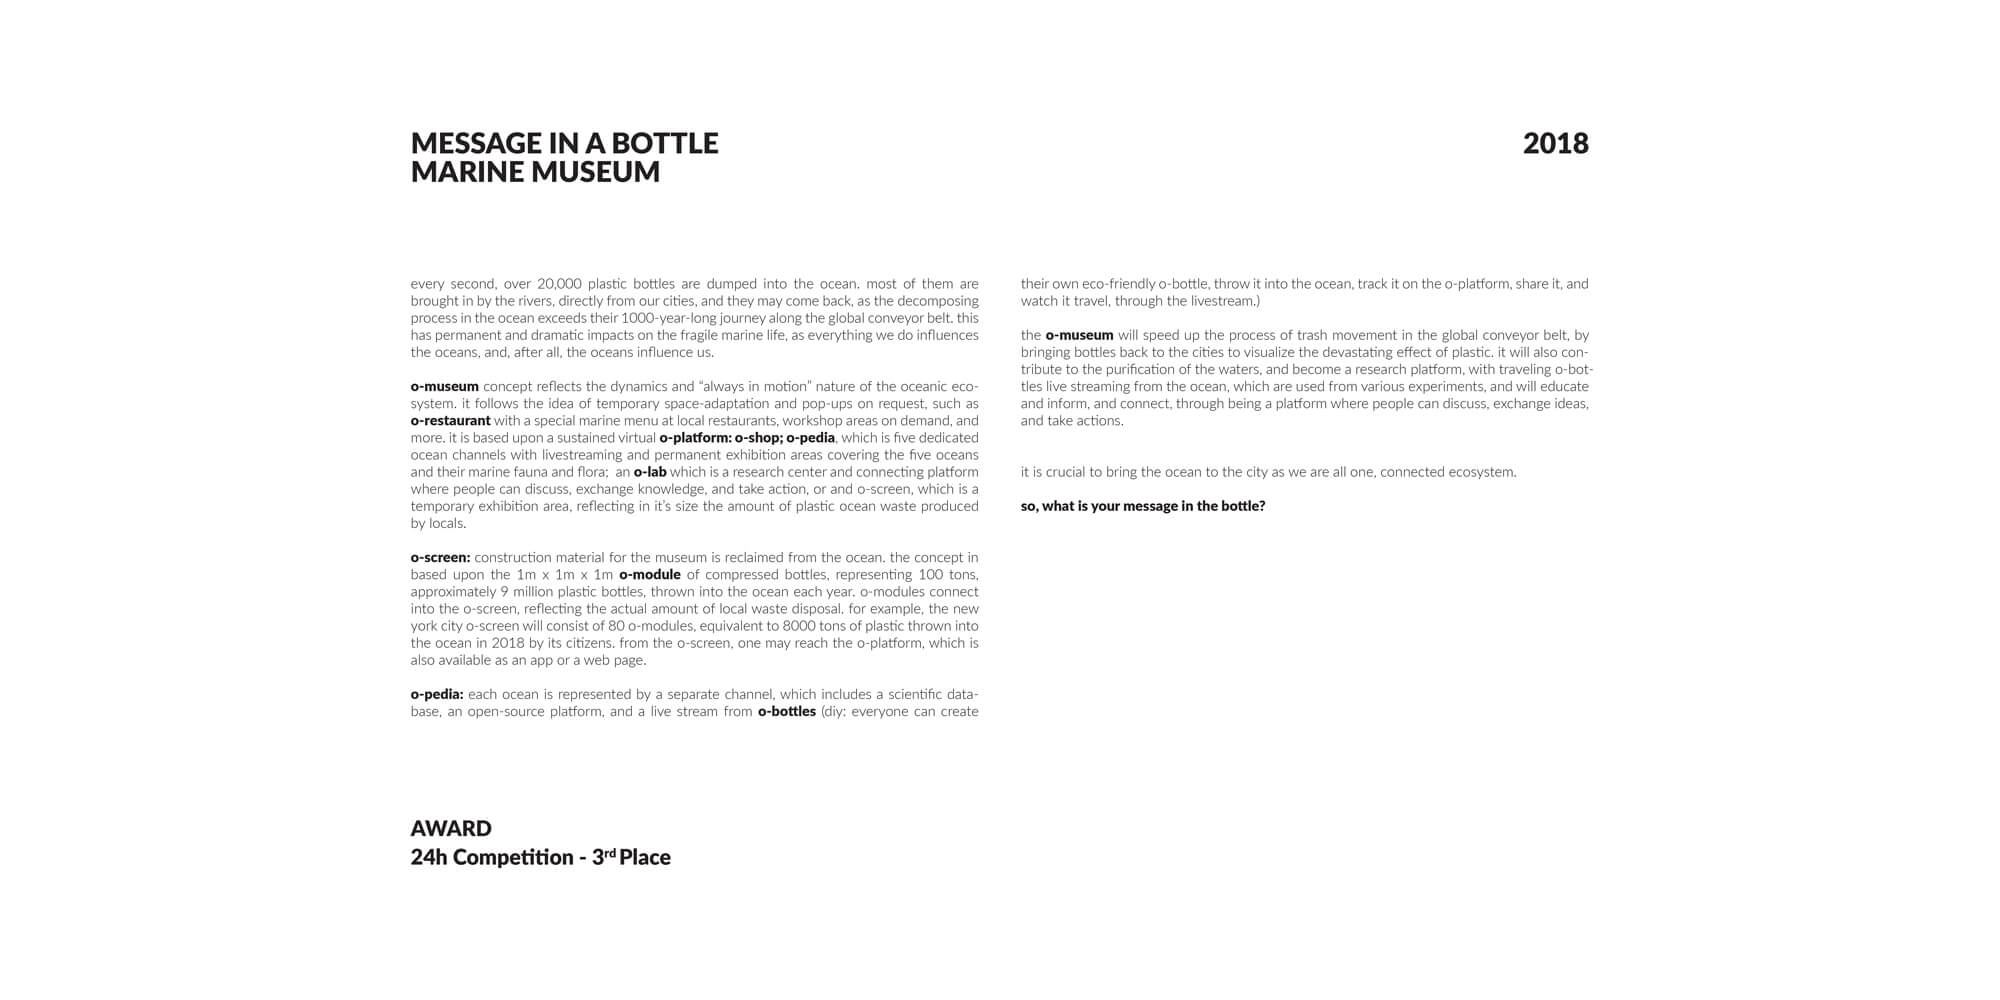 MESSAGE IN A BOTTLE
MARINE MUSEUM
2018
every second, over 20,000 plastic bottles are dumped into the ocean. most of them are
brought in by the rivers, directly from our cities, and they may come back, as the decomposing
process in the ocean exceeds their 1000-year-long journey along the global conveyor belt. this
has permanent and dramatic impacts on the fragile marine life, as everything we do influences
the oceans, and, after all, the oceans influence us.
o-museum concept reflects the dynamics and “always in motion” nature of the oceanic eco-
system. it follows the idea of temporary space-adaptation and pop-ups on request, such as
o-restaurant with a special marine menu at local restaurants, workshop areas on demand, and
more. it is based upon a sustained virtual o-platform: o-shop; o-pedia, which is five dedicated
ocean channels with livestreaming and permanent exhibition areas covering the five oceans
and their marine fauna and flora; an o-lab which is a research center and connecting platform
where people can discuss, exchange knowledge, and take action, or and o-screen, which is a
temporary exhibition area, reflecting in it's size the amount of plastic ocean waste produced
by locals.
o-screen: construction material for the museum is reclaimed from the ocean. the concept in
based upon the 1m x 1m x 1m o-module of compressed bottles, representing 100 tons,
approximately 9 million plastic bottles, thrown into the ocean each year. o-modules connect
into the o-screen, reflecting the actual amount of local waste disposal. for example, the new
york city o-screen will consist of 80 o-modules, equivalent to 8000 tons of plastic thrown into
the ocean in 2018 by its citizens. from the o-screen, one may reach the o-platform, which is
also available as an app or a web page.
o-pedia: each ocean is represented by a separate channel, which includes a scientific data-
base, an open-source platform, and a live stream from o-bottles (diy: everyone can create
their own eco-friendly o-bottle, throw it into the ocean, track it on the o-platform, share it, and
watch it travel, through the livestream.)
the o-museum will speed up the process of trash movement in the global conveyor belt, by
bringing bottles back to the cities to visualize the devastating effect of plastic. it will also con-
tribute to the purification of the waters, and become a research platform, with traveling o-bot-
tles live streaming from the ocean, which are used from various experiments, and will educate
and inform, and connect, through being a platform where people can discuss, exchange ideas,
and take actions.
it is crucial to bring the ocean to the city as we are all one, connected ecosystem.
so, what is your message in the bottle?
AWARD
24h Competition - 3rd Place